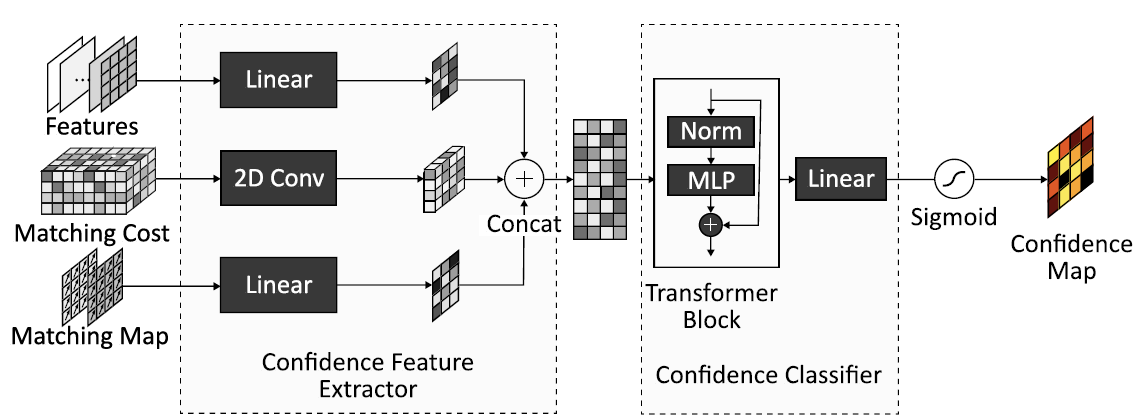 Features
Linear
Matching Cost
2D Conv
Matching Map
Linear
Concat
Confidence Feature
Extractor
Norm
MLP
Transformer
Block
Linear
Confidence Classifier
Sigmoid
Confidence
Map